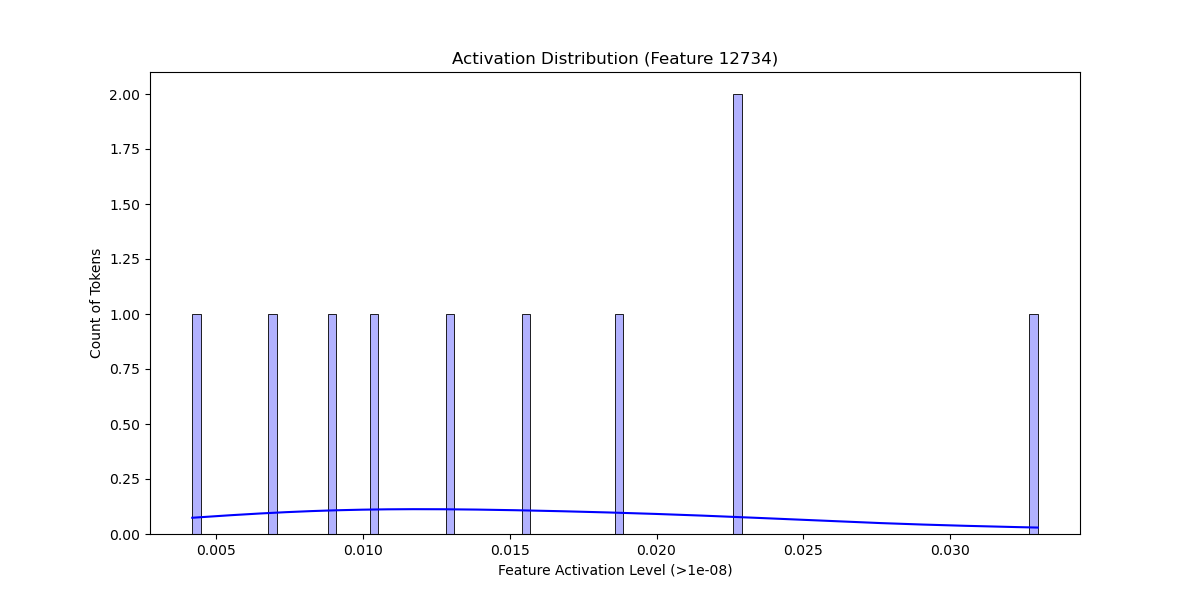 Activation Distribution (Feature 12734)
2.00
1.75
1.50
1.25
1.00
0.75
0.50
0.25
0.00
Count of Tokens
0.005 0.010 0.015 0.020 0.025 0.030
Feature Activation Level (>1e-08)